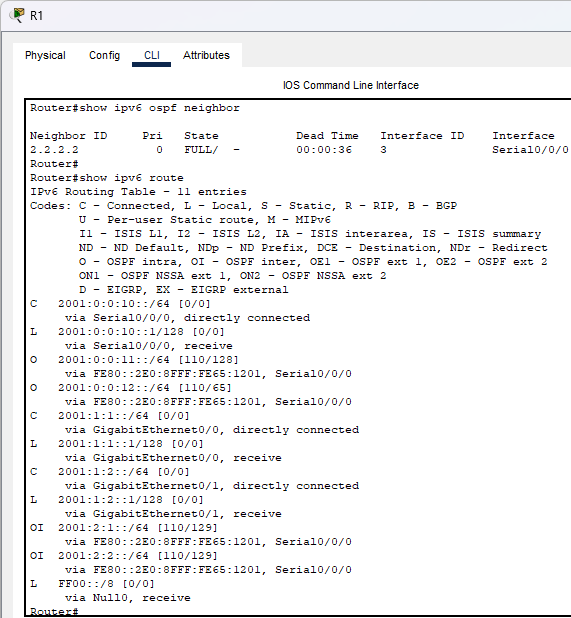 R1
Physical Config CLI Attributes
IOS Command Line Interface
Router#show ipv6 ospf neighbor
Neighbor ID Pri State Dead Time Interface ID Interface
2.2.2.2 0 FULL/ - 00:00:36 3 Serial0/0/0
Router#
Router#show ipv6 route
IPv6 Routing Table - 11 entries
Codes: C - Connected, L - Local, S - Static, R - RIP, B - BGP
U - Per-user Static route, M - MIPv6
I1 - ISIS L1, I2 - ISIS L2, IA - ISIS interarea, IS - ISIS summary
ND - ND Default, NDp - ND Prefix, DCE - Destination, NDr - Redirect
O - OSPF intra, OI - OSPF inter, OE1 - OSPF ext 1, OE2 - OSPF ext 2
ON1 - OSPF NSSA ext 1, ON2 - OSPF NSSA ext 2
D - EIGRP, EX - EIGRP external
C 2001:0:0:10::/64 [0/0]
via Serial0/0/0, directly connected
L 2001:0:0:10::1/128 [0/0]
via Serial0/0/0, receive
O 2001:0:0:11::/64 [110/128]
via FE80::2E0:8FFF:FE65:1201, Serial0/0/0
O 2001:0:0:12::/64 [110/65]
via FE80::2E0:8FFF:FE65:1201, Serial0/0/0
C 2001:1:1::/64 [0/0]
via GigabitEthernet0/0, directly connected
L 2001:1:1::1/128 [0/0]
via GigabitEthernet0/0, receive
C 2001:1:2::/64 [0/0]
via GigabitEthernet0/1, directly connected
L 2001:1:2::1/128 [0/0]
via GigabitEthernet0/1, receive
OI 2001:2:1::/64 [110/129]
via FE80::2E0:8FFF:FE65:1201, Serial0/0/0
OI 2001:2:2::/64 [110/129]
via FE80::2E0:8FFF:FE65:1201, Serial0/0/0
L FF00::/8 [0/0]
via Null0, receive
Router#